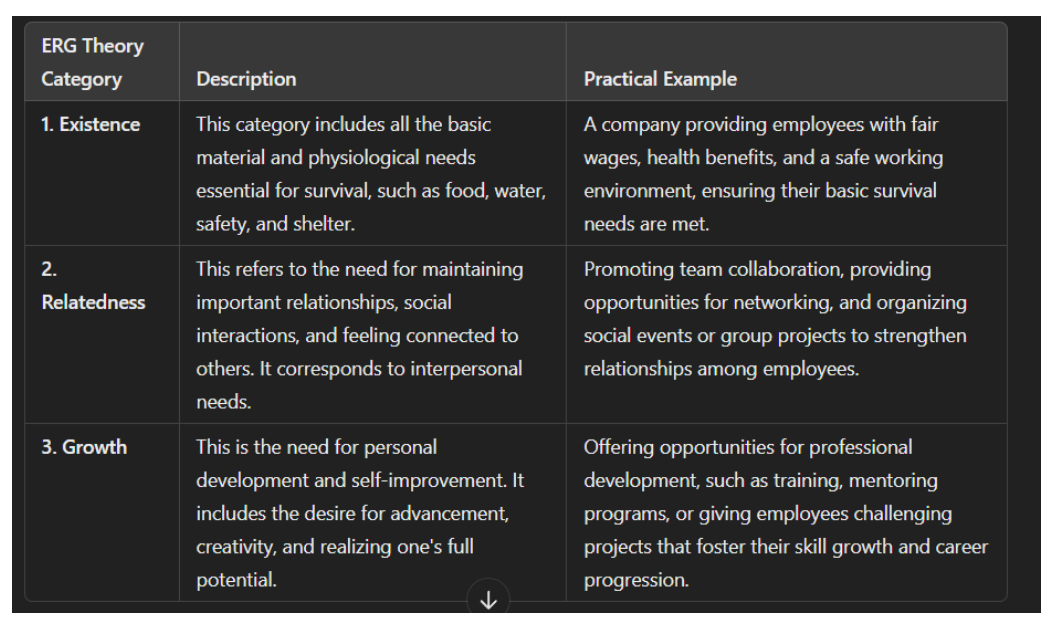 ERG Theory
Category
Description
Practical Example
1. Existence
This category includes all the basic
material and physiological needs
essential for survival, such as food, water,
safety, and shelter.
A company providing employees with fair
wages, health benefits, and a safe working
environment, ensuring their basic survival
needs are met.
2.
Relatedness
This refers to the need for maintaining
important relationships, social
interactions, and feeling connected to
others. It corresponds to interpersonal
needs.
Promoting team collaboration, providing
opportunities for networking, and organizing
social events or group projects to strengthen
relationships among employees.
3. Growth
This is the need for personal
development and self-improvement. It
includes the desire for advancement,
creativity, and realizing one's full
potential.
Offering opportunities for professional
development, such as training, mentoring
programs, or giving employees challenging
projects that foster their skill growth and career
progression.